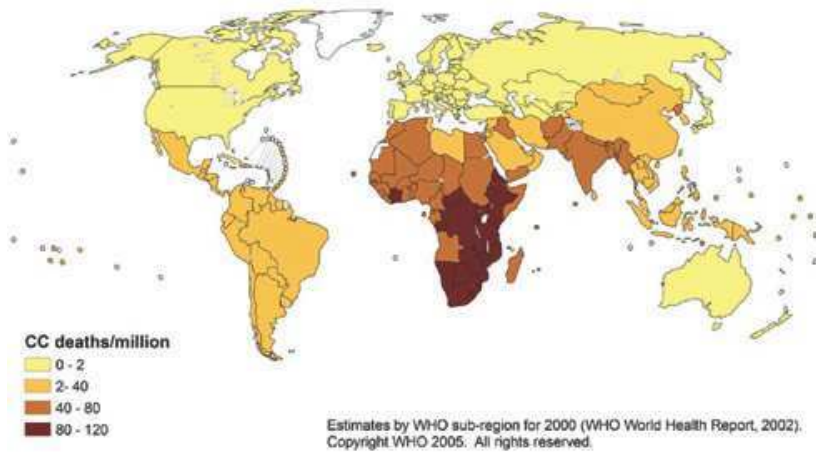 CC deaths/million
0 - 2
2- 40
40 - 80
80 - 120
Estimates by WHO sub-region for 2000 (WHO World Health Report, 2002).
Copyright WHO 2005. All rights reserved.